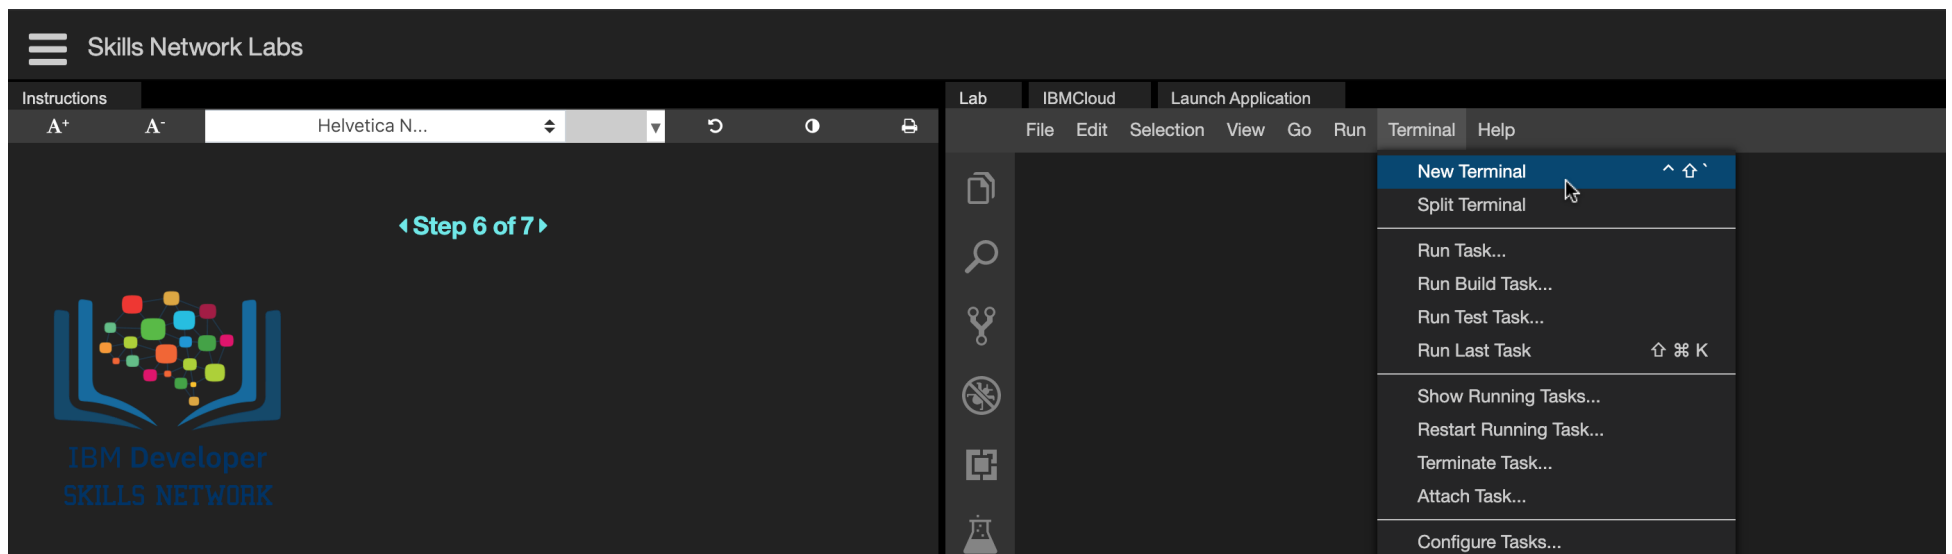 Skills Network Labs
Instructions
A+ A- Helvetica N...
Step 6 of 7
IBM Developer
SKILLS NETWORK
Lab IBMCloud Launch Application
File Edit Selection View Go Run Terminal Help
New Terminal ^ ⇧ `
Split Terminal
Run Task...
Run Build Task...
Run Test Task...
Run Last Task ⇧ ⌘ K
Show Running Tasks...
Restart Running Task...
Terminate Task...
Attach Task...
Configure Tasks...